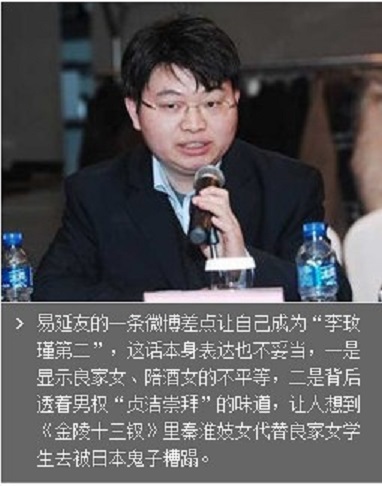 易延友的一条微博差点让自己成为“李玫
瑾第二”，这话本身表达也不妥当，一是
显示良家女、陪酒女的不平等，二是背后
透着男权“贞洁崇拜”的味道，让人想到
《金陵十三钗》里秦淮妓女代替良家女学
生去被日本鬼子糟蹋。